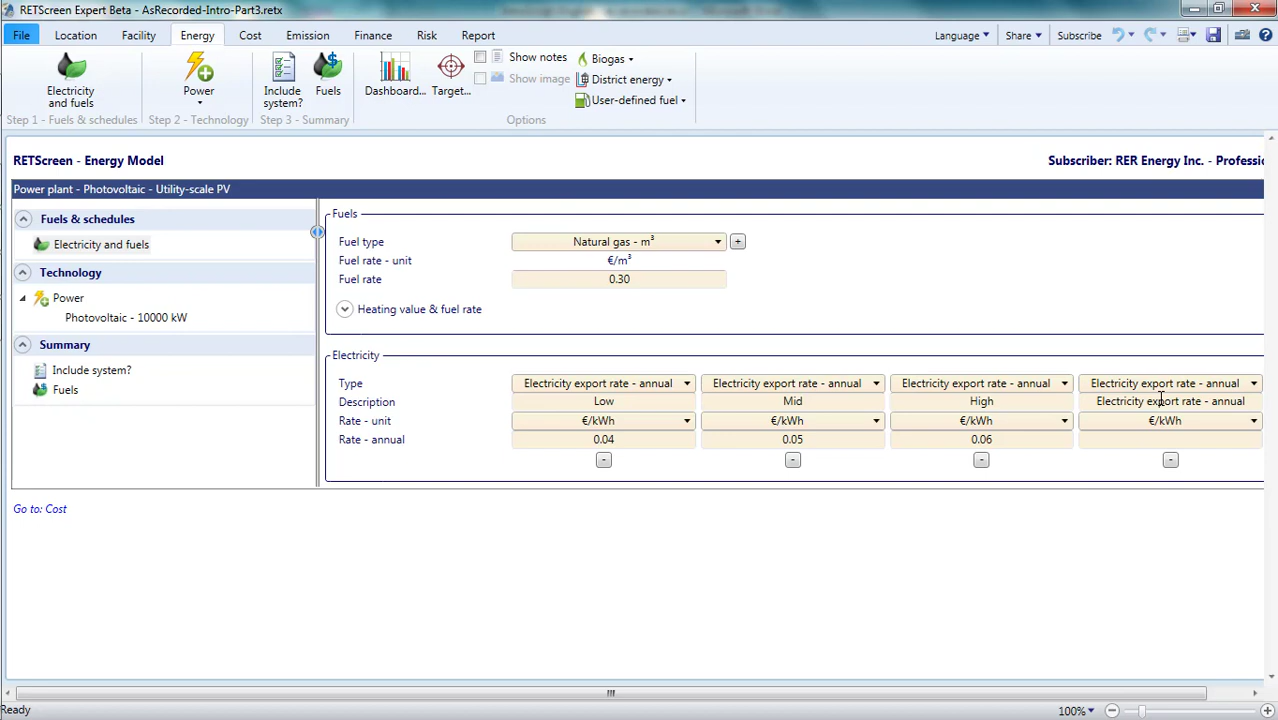 RETScreen Expert Beta - AsRecorded-Intro-Part3.retx
File Location Facility Energy Cost Emission Finance Risk Report Language Share Subscribe
Electricity and fuels
Power
Include system?
Fuels
Dashboard...
Target...
Show notes
Show image
Biogas
District energy
User-defined fuel
Step 1 - Fuels & schedules Step 2 - Technology Step 3 - Summary Options
RETScreen - Energy Model Subscriber: RER Energy Inc. - Professio
Power plant - Photovoltaic - Utility-scale PV
Fuels & schedules
Electricity and fuels
Technology
Power
Photovoltaic - 10000 kW
Summary
Include system?
Fuels
Fuels
Fuel type Natural gas - m³ +
Fuel rate - unit €/m³
Fuel rate 0.30
Heating value & fuel rate
Electricity
Type Electricity export rate - annual Electricity export rate - annual Electricity export rate - annual Electricity export rate - annual
Description Low Mid High Electricity export rate - annual
Rate - unit €/kWh €/kWh €/kWh €/kWh
Rate - annual 0.04 0.05 0.06
- - - -
Go to: Cost
Ready 100%